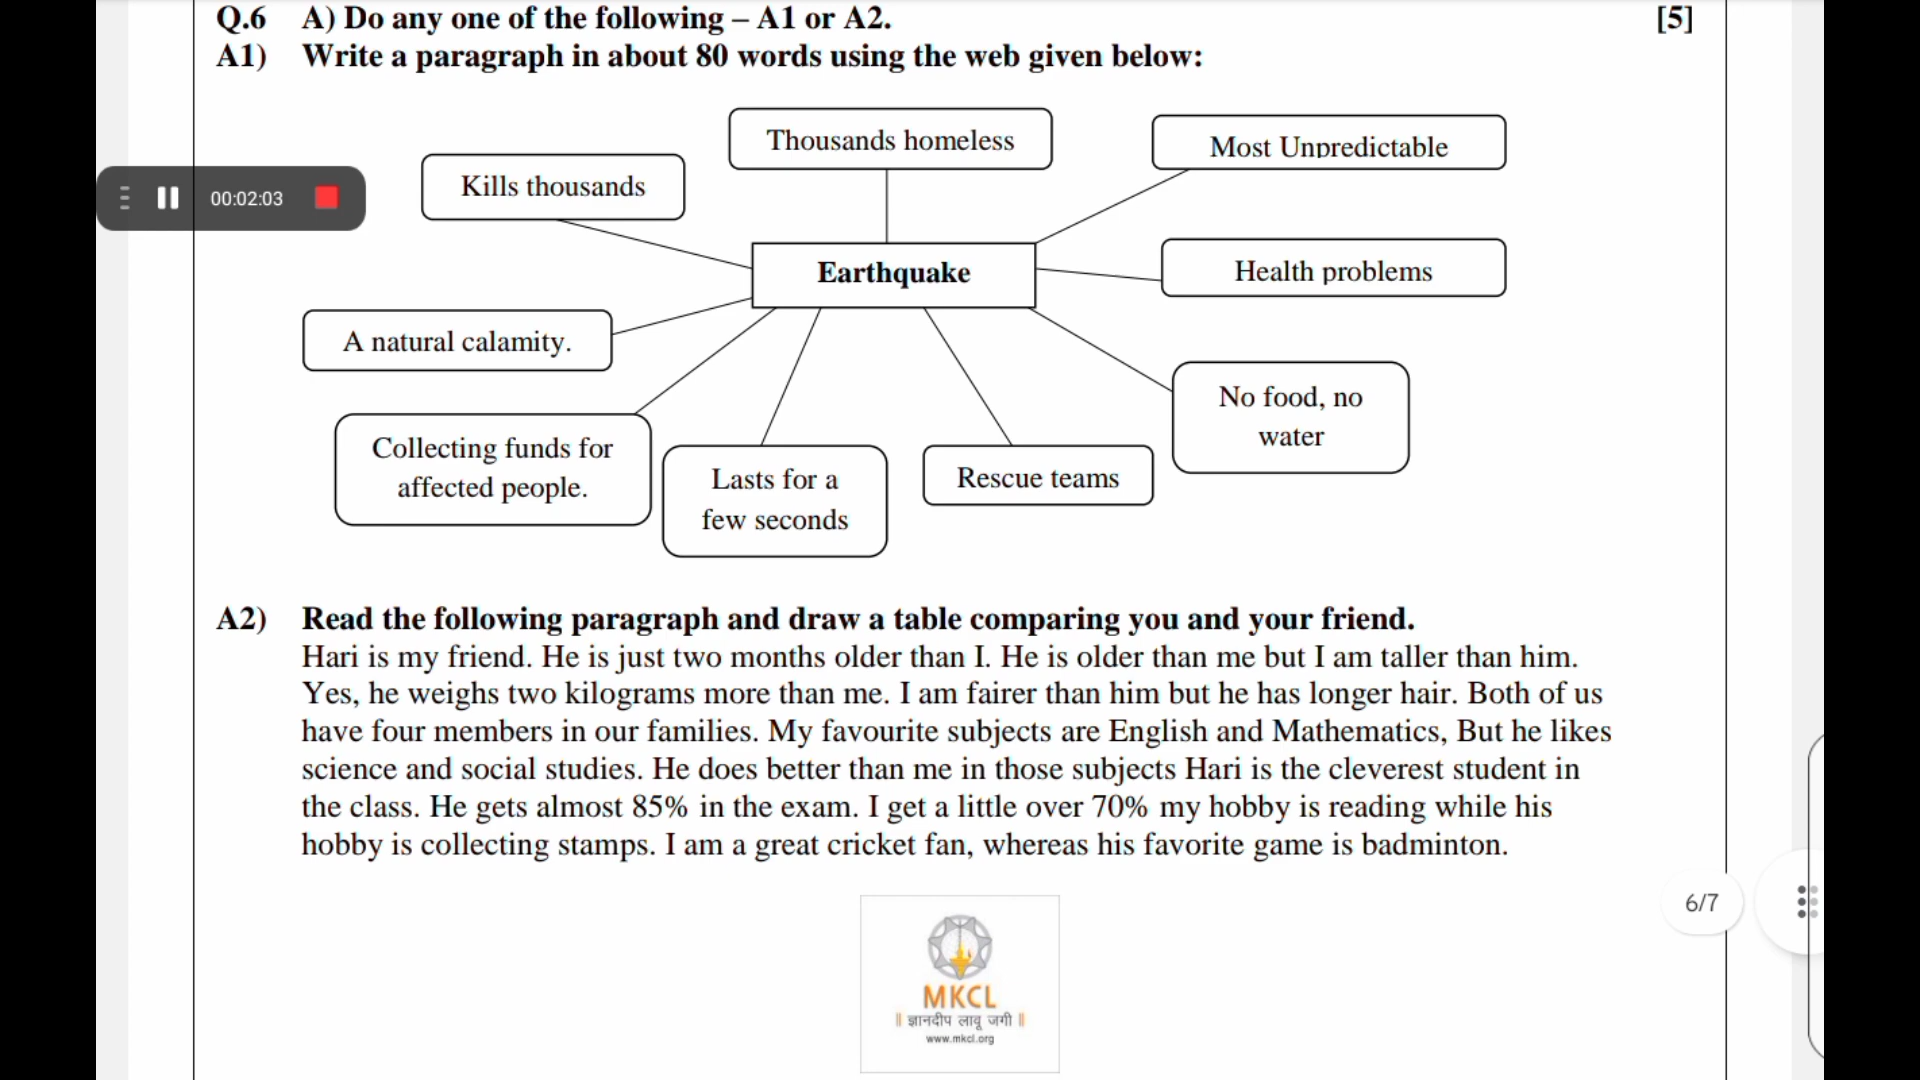 Q.6 A) Do any one of the following – A1 or A2. [5]
A1) Write a paragraph in about 80 words using the web given below:
Thousands homeless
Most Unpredictable
Kills thousands
00:02:03
Earthquake
Health problems
A natural calamity.
No food, no
water
Collecting funds for
affected people.
Lasts for a
few seconds
Rescue teams
A2) Read the following paragraph and draw a table comparing you and your friend.
Hari is my friend. He is just two months older than I. He is older than me but I am taller than him.
Yes, he weighs two kilograms more than me. I am fairer than him but he has longer hair. Both of us
have four members in our families. My favourite subjects are English and Mathematics, But he likes
science and social studies. He does better than me in those subjects Hari is the cleverest student in
the class. He gets almost 85% in the exam. I get a little over 70% my hobby is reading while his
hobby is collecting stamps. I am a great cricket fan, whereas his favorite game is badminton.
6/7
MKCL
|| ज्ञानदीप लावू जगी ||
www.mkcl.org